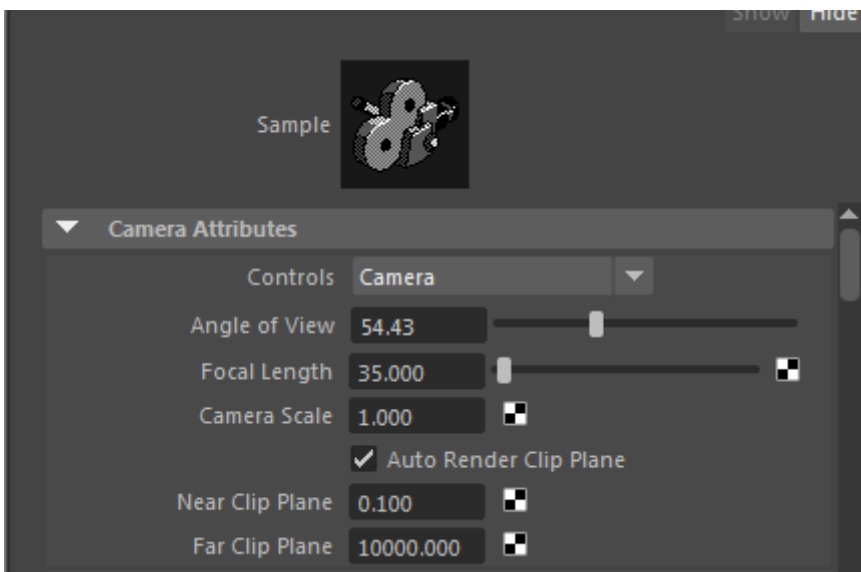 Show Hide
Sample
Camera Attributes
Controls Camera
Angle of View 54.43
Focal Length 35.000
Camera Scale 1.000
Auto Render Clip Plane
Near Clip Plane 0.100
Far Clip Plane 10000.000